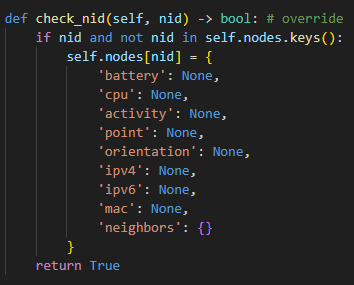 def check_nid(self, nid) -> bool: # override
    if nid and not nid in self.nodes.keys():
        self.nodes[nid] = {
            'battery': None,
            'cpu': None,
            'activity': None,
            'point': None,
            'orientation': None,
            'ipv4': None,
            'ipv6': None,
            'mac': None,
            'neighbors': {}
        }
    return True